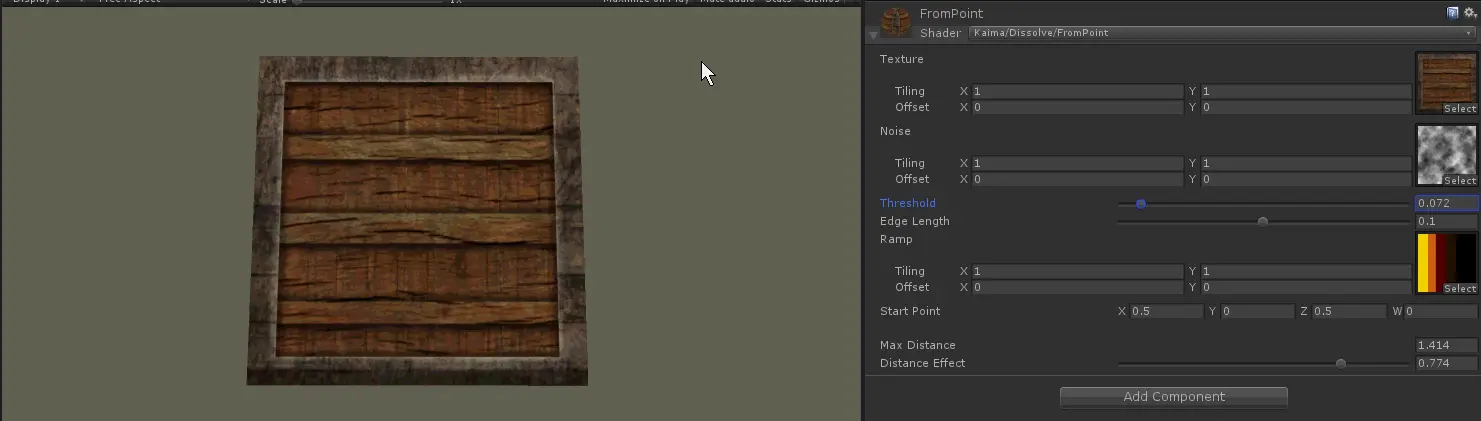 Display 1 Free Aspect Scale 1x Maximize on Play Mute audio Stats Gizmos
FromPoint
Shader Kaima/Dissolve/FromPoint
Texture
Tiling X 1 Y 1
Offset X 0 Y 0
Select
Noise
Tiling X 1 Y 1
Offset X 0 Y 0
Select
Threshold 0.072
Edge Length 0.1
Ramp
Tiling X 1 Y 1
Offset X 0 Y 0
Select
Start Point X 0.5 Y 0 Z 0.5 W 0
Max Distance 1.414
Distance Effect 0.774
Add Component